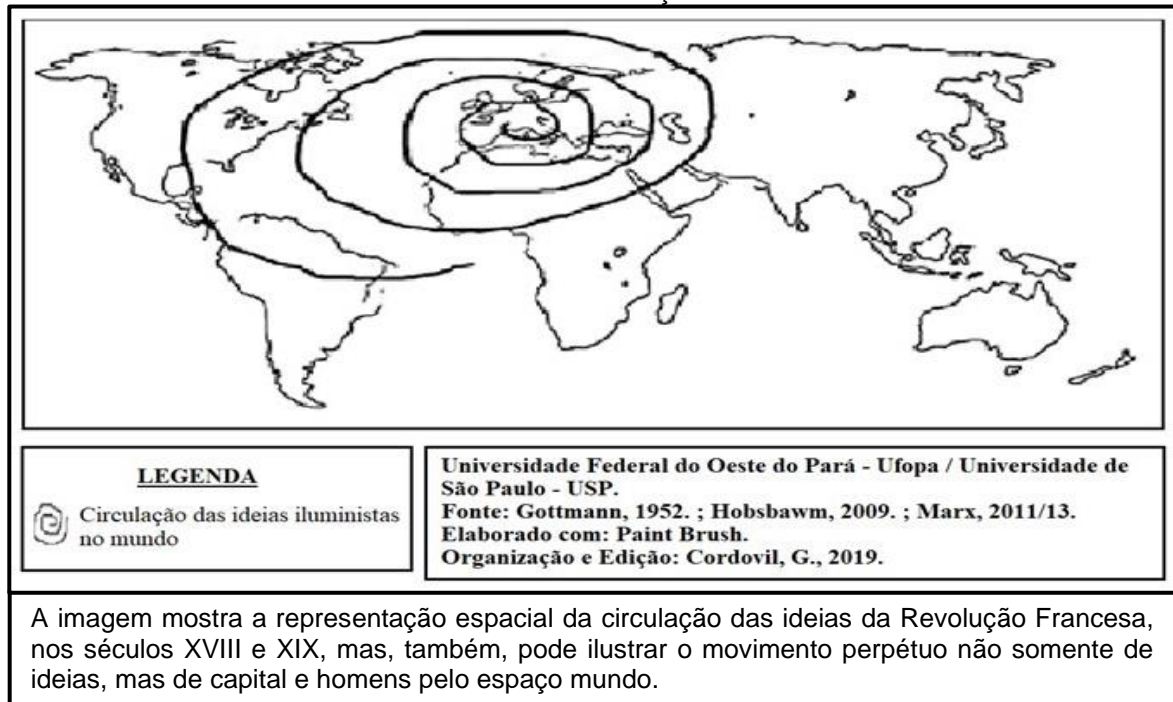 LEGENDA
Circulação das ideias iluministas
no mundo
Universidade Federal do Oeste do Pará - Ufopa / Universidade de
São Paulo - USP.
Fonte: Gottmann, 1952. ; Hobsbawm, 2009. ; Marx, 2011/13.
Elaborado com: Paint Brush.
Organização e Edição: Cordovil, G., 2019.
A imagem mostra a representação espacial da circulação das ideias da Revolução Francesa,
nos séculos XVIII e XIX, mas, também, pode ilustrar o movimento perpétuo não somente de
ideias, mas de capital e homens pelo espaço mundo.